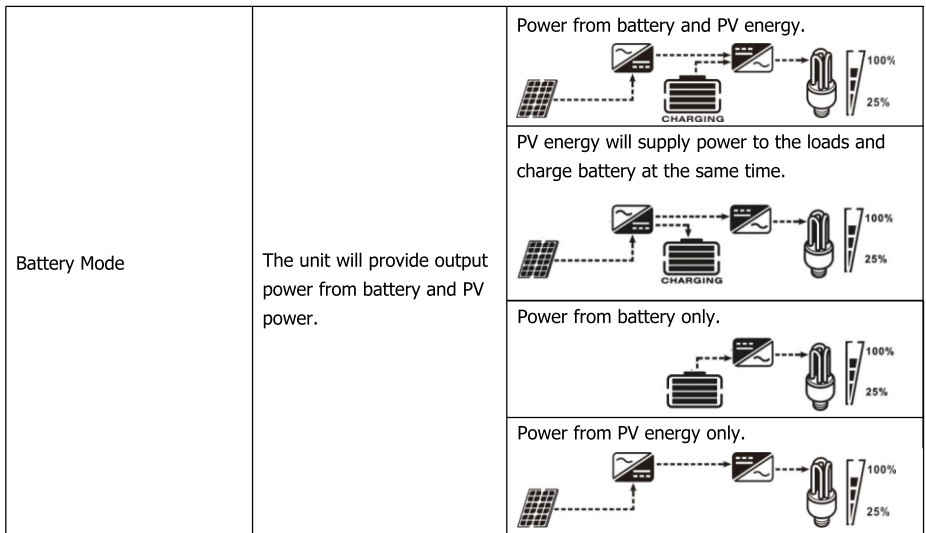 Battery Mode
The unit will provide output
power from battery and PV
power.
Power from battery and PV energy.
100%
25%
CHARGING
PV energy will supply power to the loads and
charge battery at the same time.
100%
25%
CHARGING
Power from battery only.
100%
25%
Power from PV energy only.
100%
25%